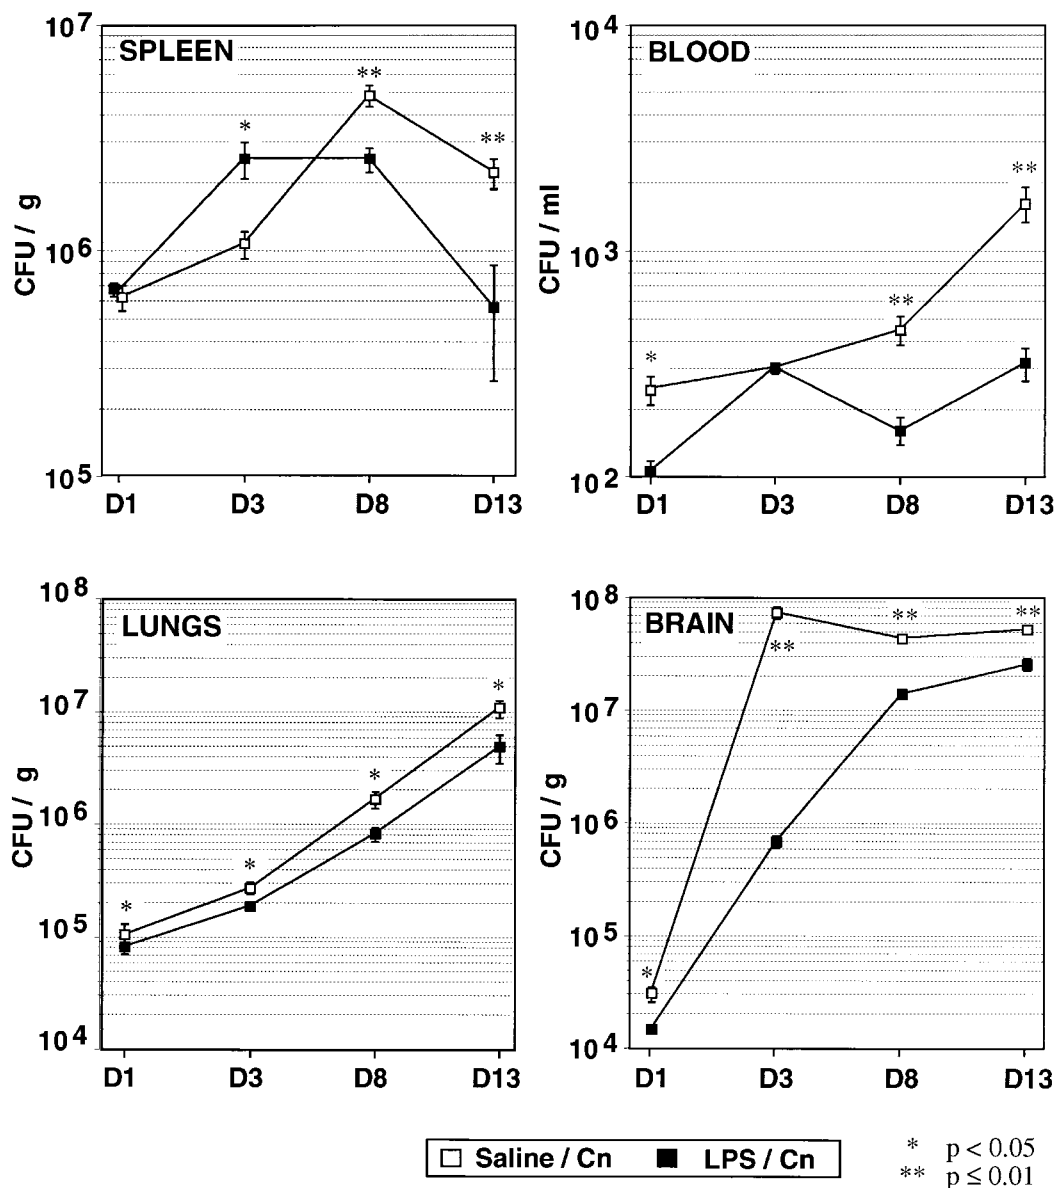 10⁷
SPLEEN
**
*
**
CFU / g
10⁶
10⁵
D1 D3 D8 D13
10⁴
BLOOD
**
**
*
CFU / ml
10³
10²
D1 D3 D8 D13
10⁸
LUNGS
*
10⁷
*
CFU / g
10⁶
*
*
10⁵
10⁴
D1 D3 D8 D13
10⁸
BRAIN
** **
**
10⁷
CFU / g
10⁶
10⁵
*
10⁴
D1 D3 D8 D13
Saline / Cn LPS / Cn
* p < 0.05
** p ≤ 0.01